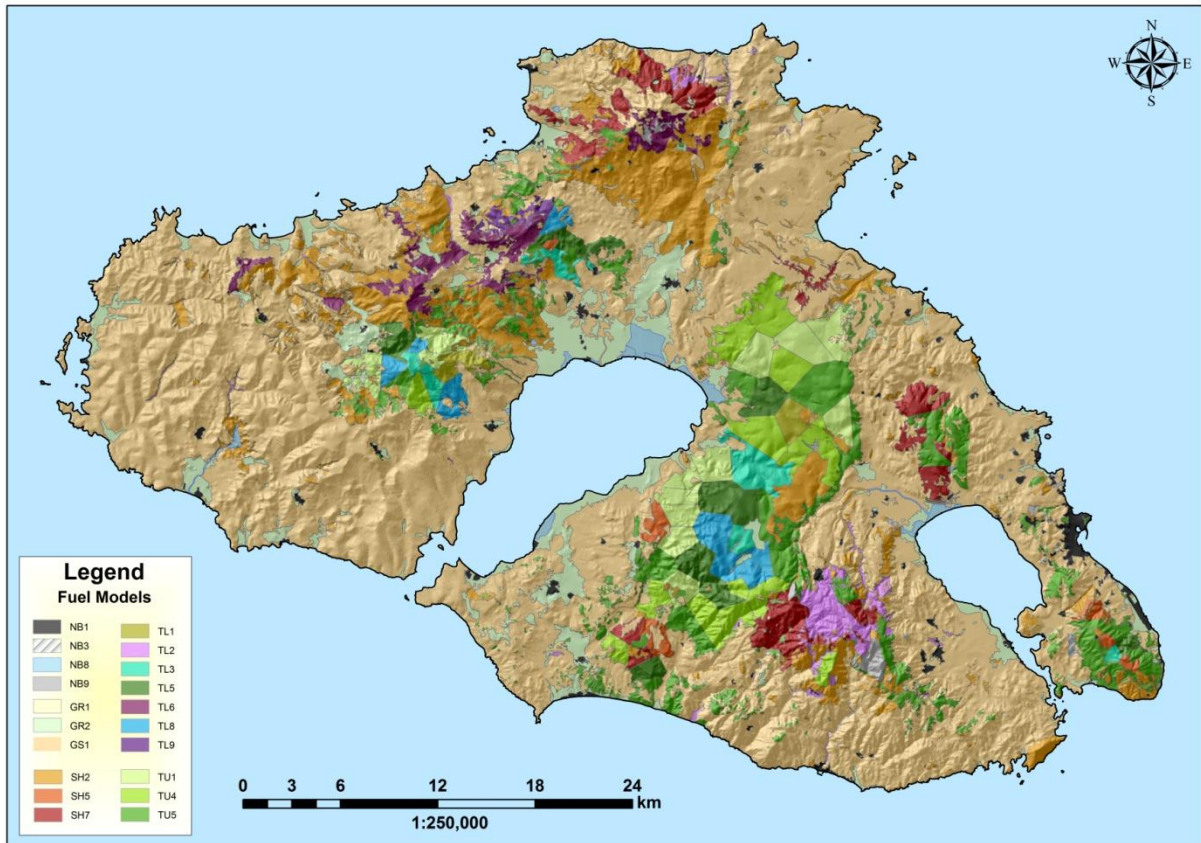 N
W E
S
Legend
Fuel Models
NB1
NB3
NB8
NB9
GR1
GR2
GS1
SH2
SH5
SH7
TL1
TL2
TL3
TL5
TL6
TL8
TL9
TU1
TU4
TU5
0 3 6 12 18 24
km
1:250,000